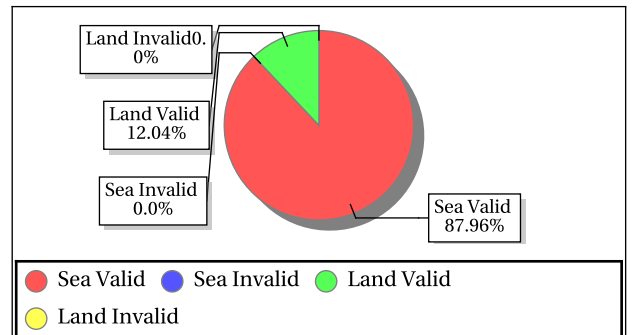 Land Invalid0.
0%
Land Valid
12.04%
Sea Invalid
0.0%
Sea Valid
87.96%
Sea Valid Sea Invalid Land Valid
Land Invalid